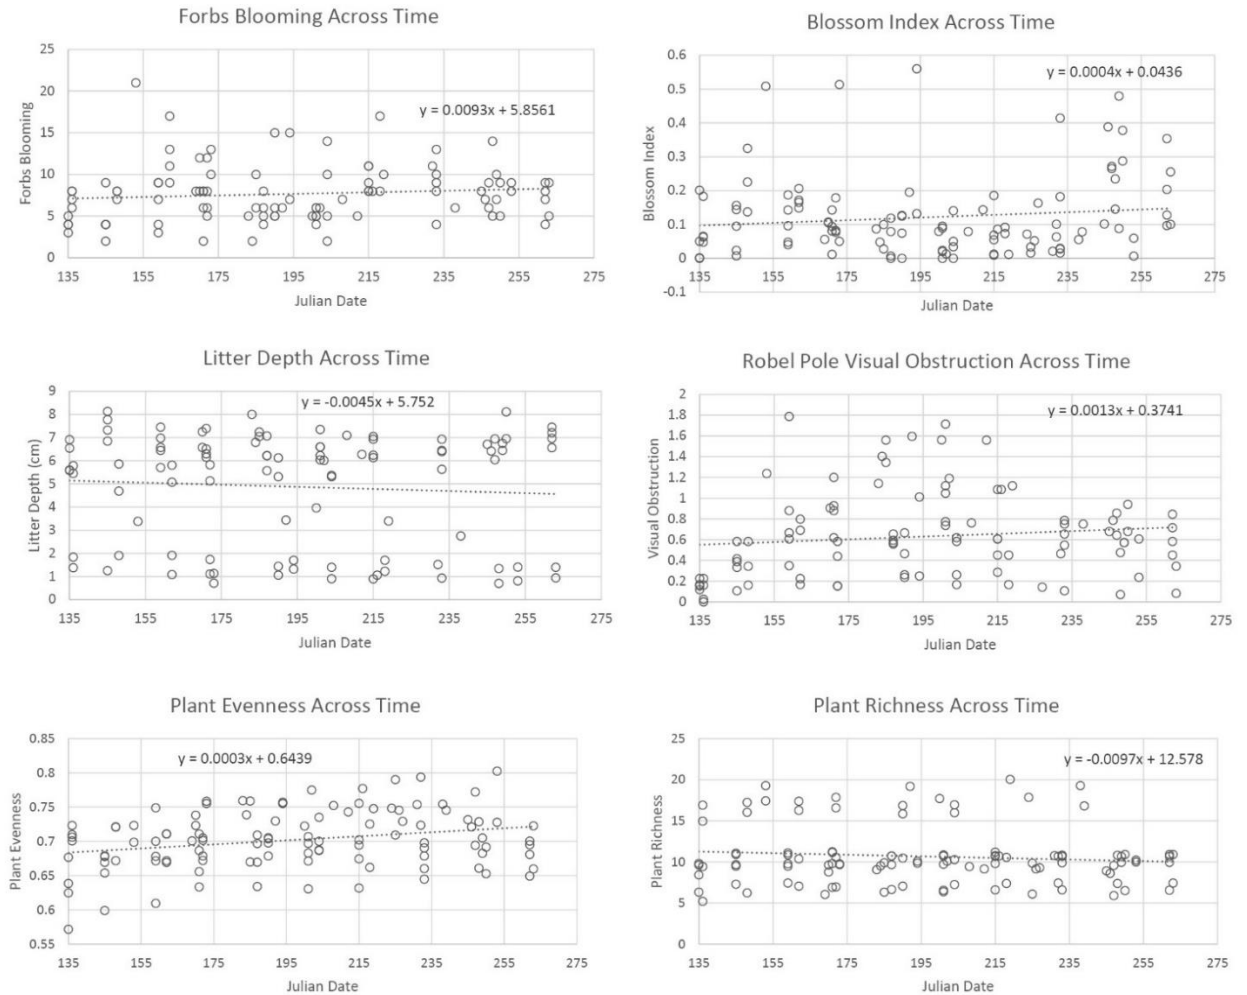 Forbs Blooming Across Time
25
20
15
10
5
0
Forbs Blooming
y = 0.0093x + 5.8561
135 155 175 195 215 235 255 275
Julian Date
Blossom Index Across Time
0.6
0.5
0.4
0.3
0.2
0.1
0
-0.1
Blossom Index
y = 0.0004x + 0.0436
135 155 175 195 215 235 255 275
Julian Date
Litter Depth Across Time
9
8
7
6
5
4
3
2
1
0
Litter Depth (cm)
y = -0.0045x + 5.752
135 155 175 195 215 235 255 275
Julian Date
Robel Pole Visual Obstruction Across Time
2
1.8
1.6
1.4
1.2
1
0.8
0.6
0.4
0.2
0
Visual Obstruction
y = 0.0013x + 0.3741
135 155 175 195 215 235 255 275
Julian Date
Plant Evenness Across Time
0.85
0.8
0.75
0.7
0.65
0.6
0.55
Plant Evenness
y = 0.0003x + 0.6439
135 155 175 195 215 235 255 275
Julian Date
Plant Richness Across Time
25
20
15
10
5
0
Plant Richness
y = -0.0097x + 12.578
135 155 175 195 215 235 255 275
Julian Date